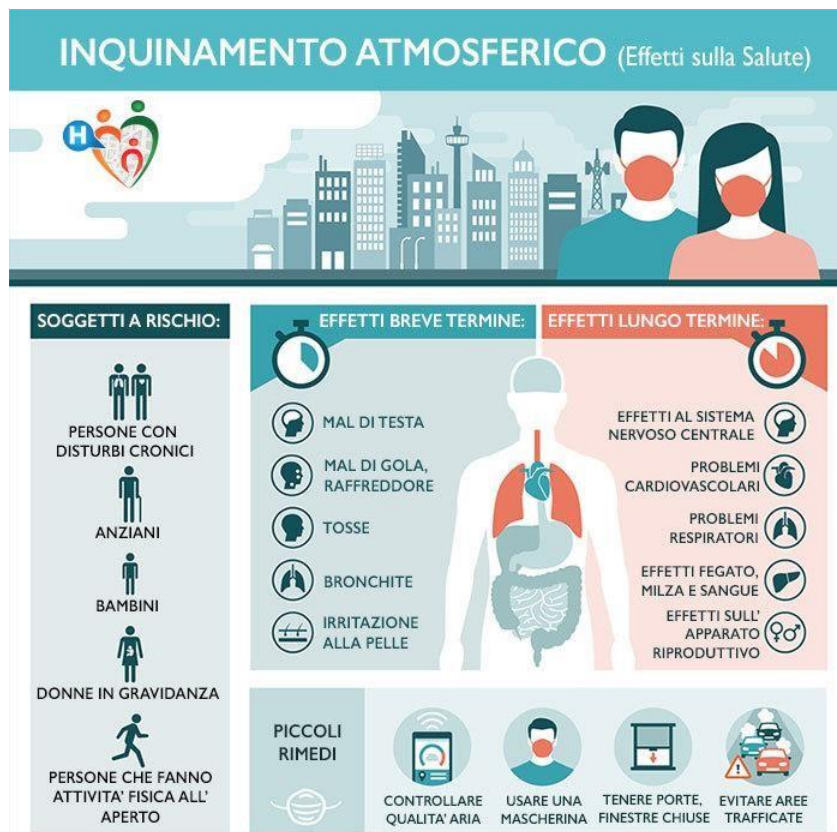 INQUINAMENTO ATMOSFERICO (Effetti sulla Salute)
H
SOGGETTI A RISCHIO:
PERSONE CON
DISTURBI CRONICI
ANZIANI
BAMBINI
DONNE IN GRAVIDANZA
PERSONE CHE FANNO
ATTIVITA' FISICA ALL'
APERTO
EFFETTI BREVE TERMINE:
MAL DI TESTA
MAL DI GOLA,
RAFFREDDORE
TOSSE
BRONCHITE
IRRITAZIONE
ALLA PELLE
EFFETTI LUNGO TERMINE:
EFFETTI AL SISTEMA
NERVOSO CENTRALE
PROBLEMI
CARDIOVASCOLARI
PROBLEMI
RESPIRATORI
EFFETTI FEGATO,
MILZA E SANGUE
EFFETTI SULL'
APPARATO
RIPRODUTTIVO
PICCOLI
RIMEDI
CONTROLLARE
QUALITA' ARIA
USARE UNA
MASCHERINA
TENERE PORTE,
FINESTRE CHIUSE
EVITARE AREE
TRAFFICATE